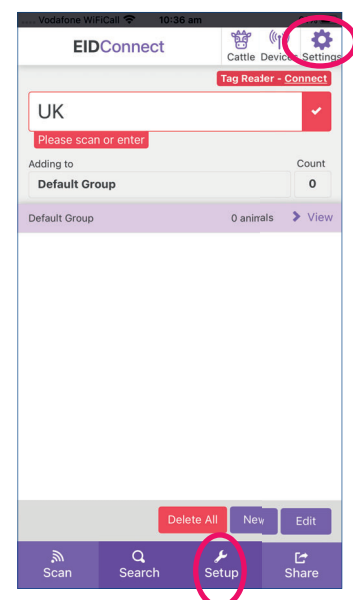 Vodafone WiFiCall 10:36 am
EIDConnect
Cattle Devices Settings
Tag Reader - Connect
UK
Please scan or enter
Adding to Count
Default Group 0
Default Group 0 animals View
Delete All New Edit
Scan Search Setup Share